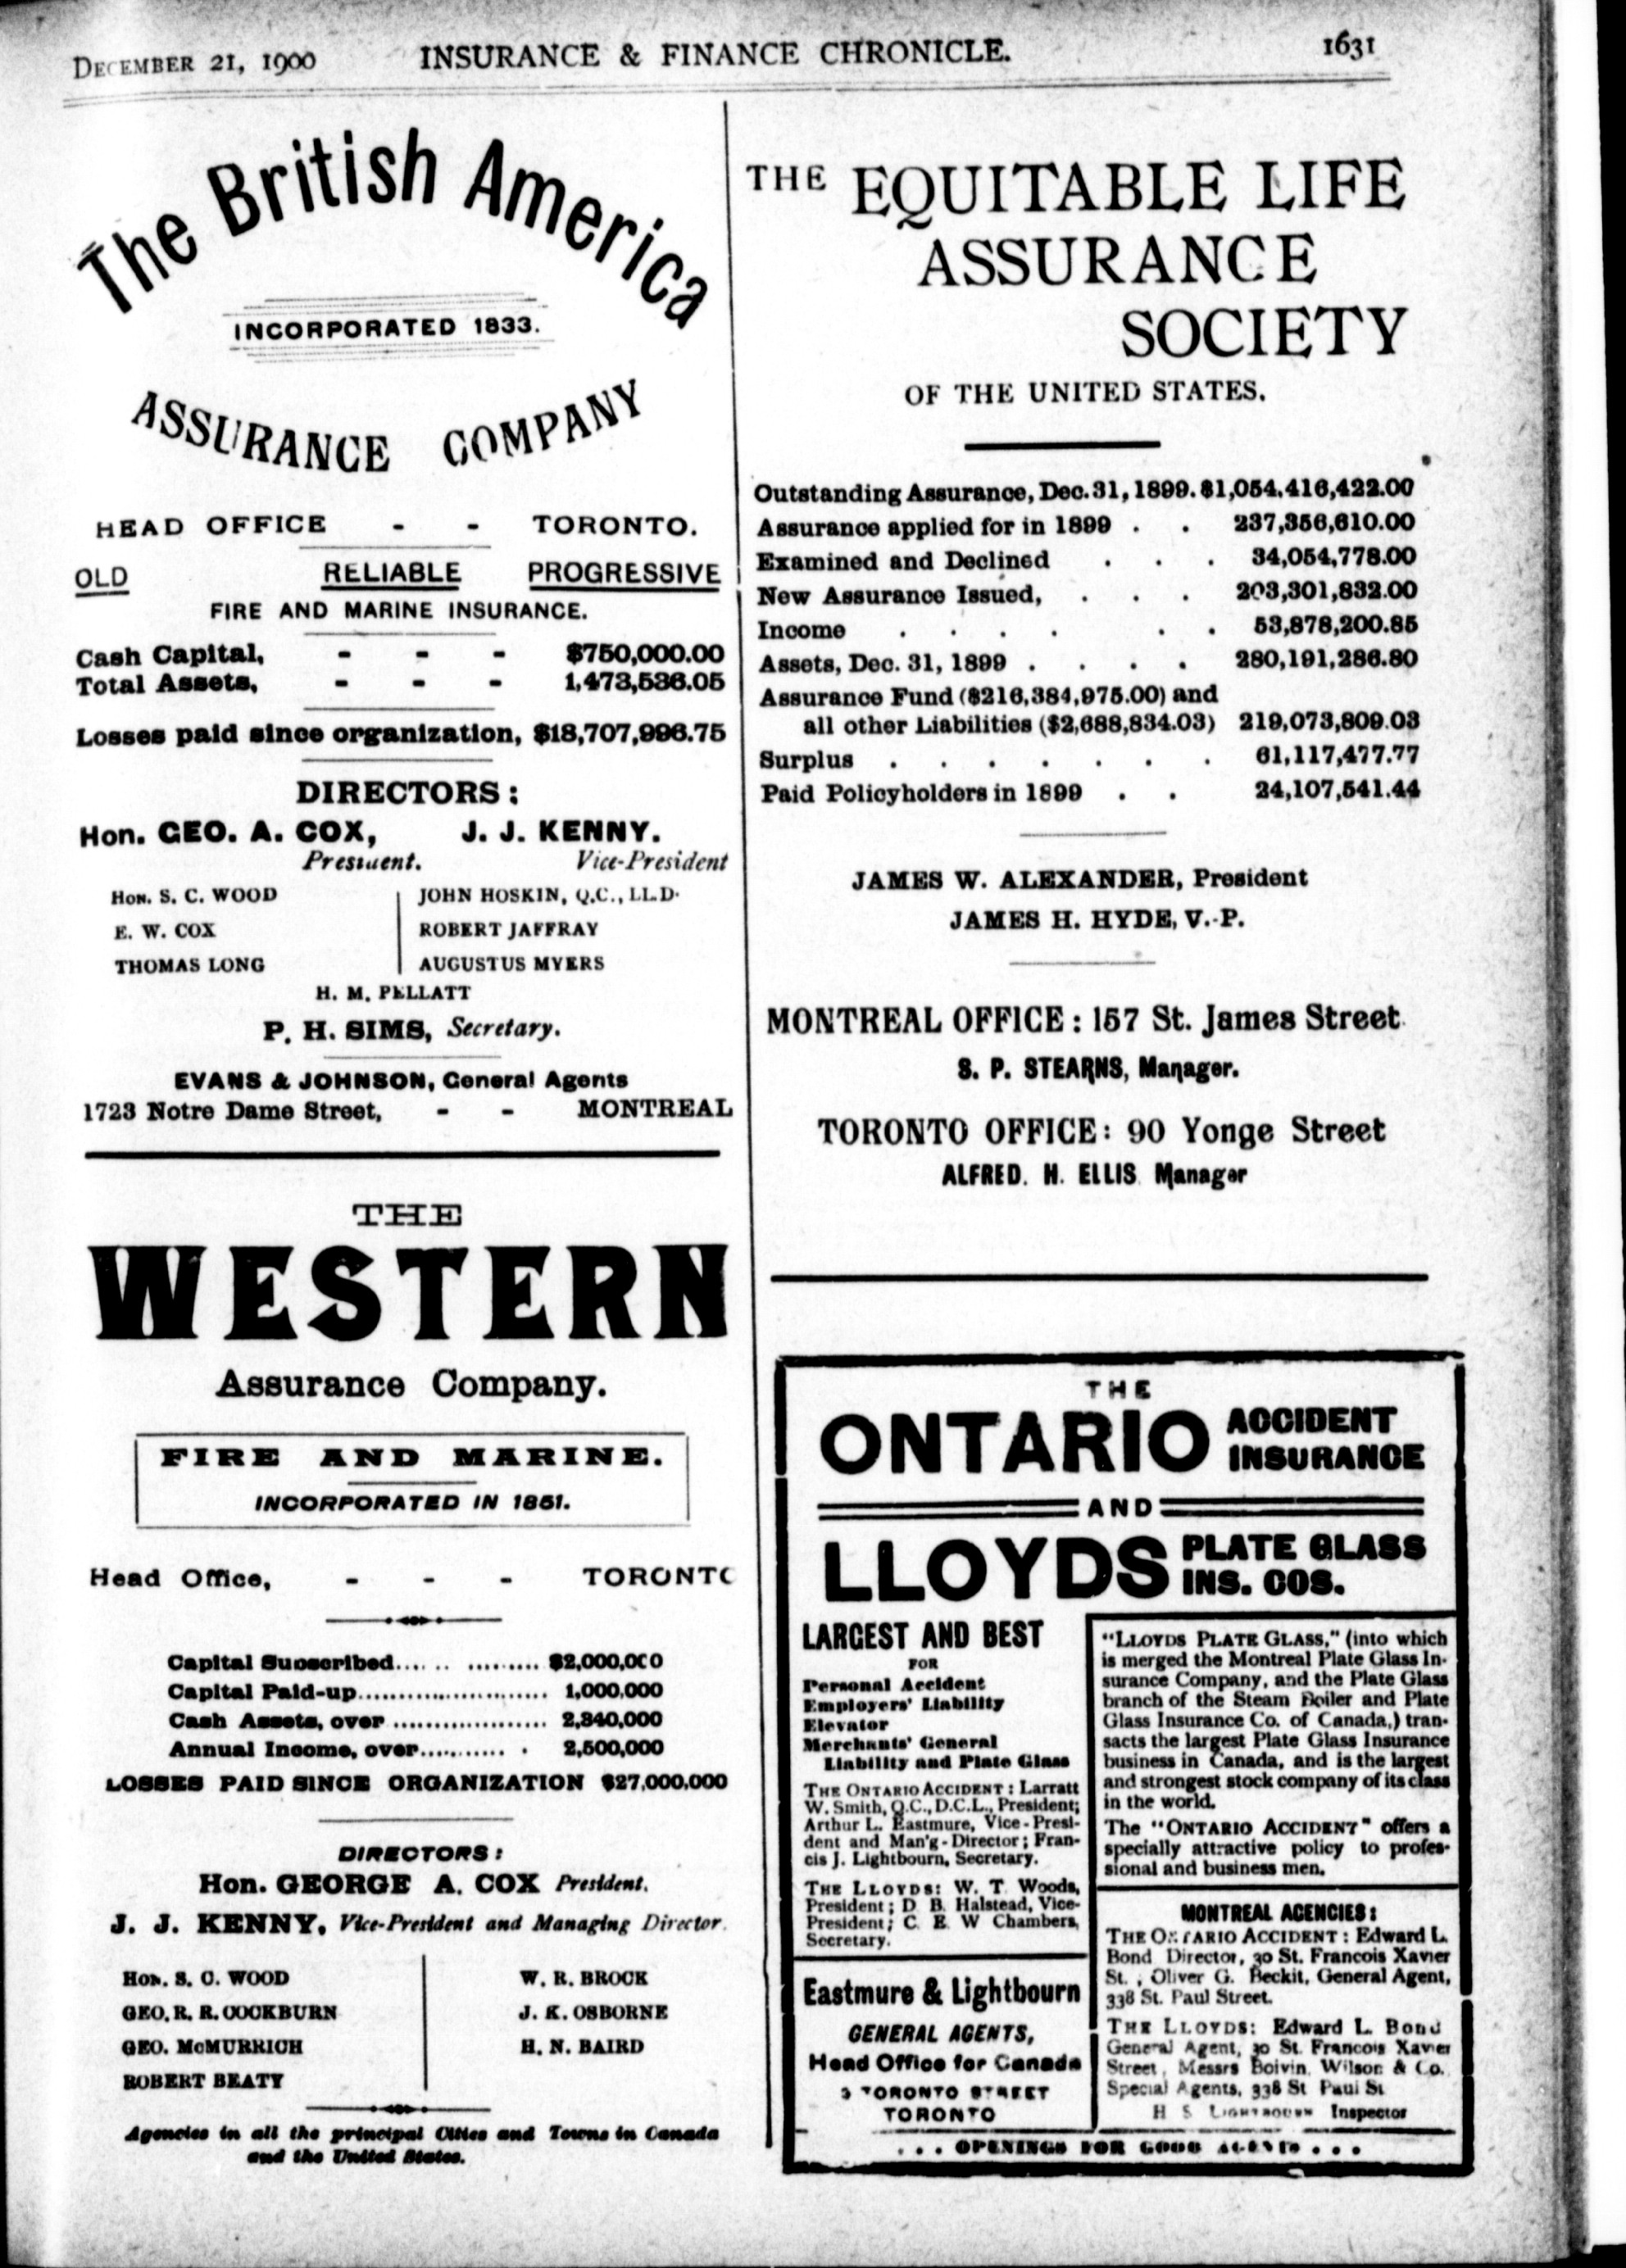 DECEMBER 21, 1900 INSURANCE & FINANCE CHRONICLE. 1631
The British America
INCORPORATED 1833.
ASSURANCE COMPANY
HEAD OFFICE - - TORONTO.
OLD RELIABLE PROGRESSIVE
FIRE AND MARINE INSURANCE.
Cash Capital, - - - $750,000.00
Total Assets, - - - 1,473,536.05
Losses paid since organization, $18,707,996.75
DIRECTORS:
Hon. GEO. A. COX, J. J. KENNY.
President. Vice-President
HON. S. C. WOOD JOHN HOSKIN, Q.C., LL.D.
E. W. COX ROBERT JAFFRAY
THOMAS LONG AUGUSTUS MYERS
H. M. PELLATT
P. H. SIMS, Secretary.
EVANS & JOHNSON, General Agents
1723 Notre Dame Street, - - MONTREAL
THE
WESTERN
Assurance Company.
FIRE AND MARINE.
INCORPORATED IN 1851.
Head Office, - - - TORONTO
Capital Subscribed.... .. ......... $2,000,000
Capital Paid-up....................... 1,000,000
Cash Assets, over ................... 2,340,000
Annual Income, over........... . 2,500,000
LOSSES PAID SINCE ORGANIZATION $27,000,000
DIRECTORS:
Hon. GEORGE A. COX President.
J. J. KENNY, Vice-President and Managing Director.
HON. S. C. WOOD W. R. BROCK
GEO. R. R. COCKBURN J. K. OSBORNE
GEO. McMURRICH H. N. BAIRD
ROBERT BEATY
Agencies in all the principal Cities and Towns in Canada
and the United States.
THE EQUITABLE LIFE
ASSURANCE
SOCIETY
OF THE UNITED STATES.
Outstanding Assurance, Dec. 31, 1899. $1,054,416,422.00
Assurance applied for in 1899 . . 237,356,610.00
Examined and Declined . . . 34,054,778.00
New Assurance Issued, . . . 203,301,832.00
Income . . . . . . 53,878,200.85
Assets, Dec. 31, 1899 . . . . 280,191,286.80
Assurance Fund ($216,384,975.00) and
all other Liabilities ($2,688,834.03) 219,073,809.03
Surplus . . . . . . . 61,117,477.77
Paid Policyholders in 1899 . . 24,107,541.44
JAMES W. ALEXANDER, President
JAMES H. HYDE, V.-P.
MONTREAL OFFICE: 157 St. James Street
S. P. STEARNS, Manager.
TORONTO OFFICE: 90 Yonge Street
ALFRED. H. ELLIS Manager
THE
ONTARIO ACCIDENT
INSURANCE
AND
LLOYDS PLATE GLASS
INS. COS.
LARGEST AND BEST
FOR
Personal Accident
Employers' Liability
Elevator
Merchants' General
Liability and Plate Glass
THE ONTARIO ACCIDENT: Larratt
W. Smith, Q.C., D.C.L., President;
Arthur L. Eastmure, Vice-Presi-
dent and Man'g-Director; Fran-
cis J. Lightbourn, Secretary.
THE LLOYDS: W. T. Woods,
President; D. B. Halstead, Vice-
President; C. E. W Chambers,
Secretary.
Eastmure & Lightbourn
GENERAL AGENTS,
Head Office for Canada
3 TORONTO STREET
TORONTO
"LLOYDS PLATE GLASS," (into which
is merged the Montreal Plate Glass In-
surance Company, and the Plate Glass
branch of the Steam Boiler and Plate
Glass Insurance Co. of Canada,) tran-
sacts the largest Plate Glass Insurance
business in Canada, and is the largest
and strongest stock company of its class
in the world.
The "ONTARIO ACCIDENT" offers a
specially attractive policy to profes-
sional and business men.
MONTREAL AGENCIES:
THE ONTARIO ACCIDENT: Edward L.
Bond Director, 30 St. Francois Xavier
St., Oliver G. Beckit, General Agent,
338 St. Paul Street.
THE LLOYDS: Edward L. Bond
General Agent, 30 St. Francois Xavier
Street, Messrs Boivin, Wilson & Co.
Special Agents, 338 St Paul St
H S LIGHTBOURN Inspector
. . . OPENINGS FOR GOOD AGENTS . . .